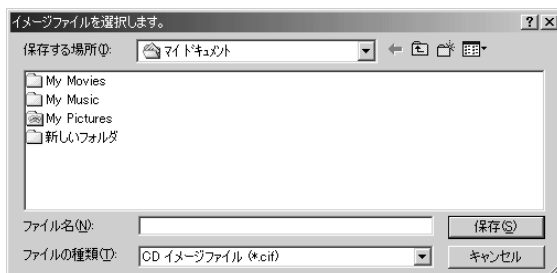 イメージファイルを選択します。
保存する場所(I): マイ ドキュメント
My Movies
My Music
My Pictures
新しいフォルダ
ファイル名(N): 保存(S)
ファイルの種類(T): CD イメージファイル (*.cif) キャンセル